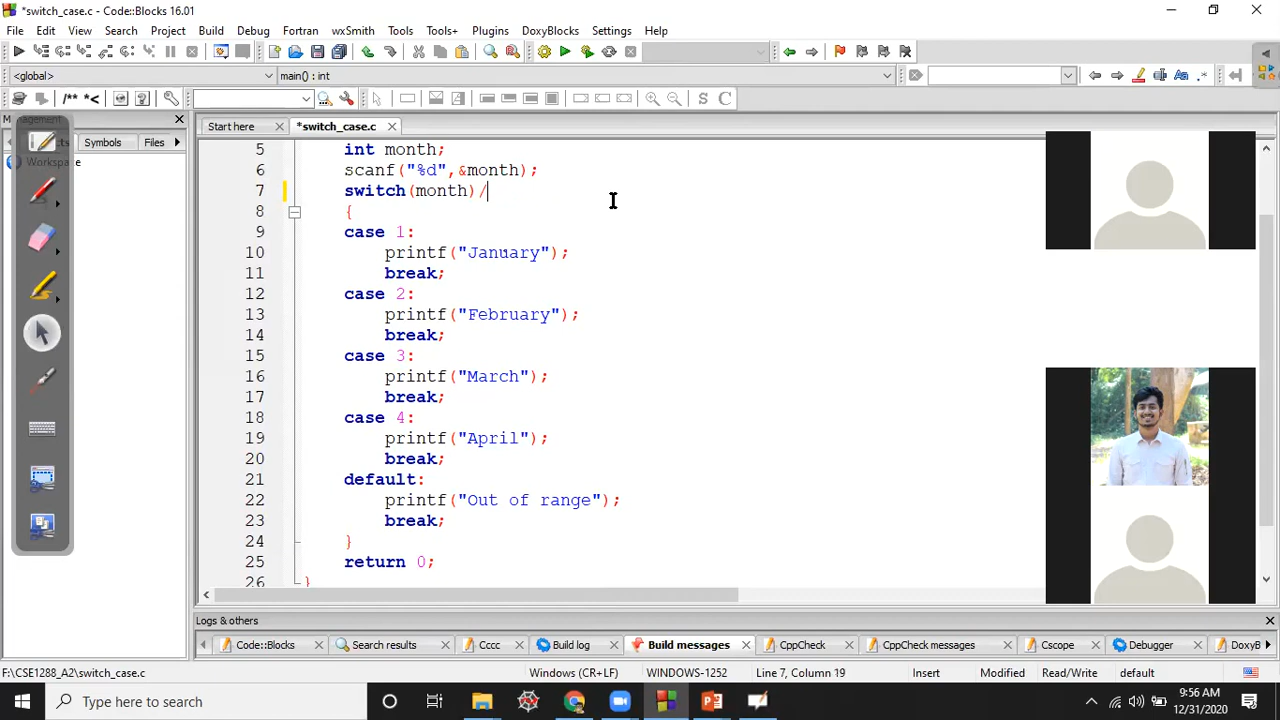 *switch_case.c - Code::Blocks 16.01
File Edit View Search Project Build Debug Fortran wxSmith Tools Tools+ Plugins DoxyBlocks Settings Help
<global> main() : int
/** *<
Symbols Files
Workspace
Start here *switch_case.c
5 int month;
6 scanf("%d",&month);
7 switch(month)/
8 {
9 case 1:
10 printf("January");
11 break;
12 case 2:
13 printf("February");
14 break;
15 case 3:
16 printf("March");
17 break;
18 case 4:
19 printf("April");
20 break;
21 default:
22 printf("Out of range");
23 break;
24 }
25 return 0;
26 }
Logs & others
Code::Blocks Search results Cccc Build log Build messages CppCheck CppCheck messages Cscope Debugger
F:\CSE1288_A2\switch_case.c Windows (CR+LF) WINDOWS-1252 Line 7, Column 19 Insert Modified Read/Write default
Type here to search
9:56 AM
12/31/2020